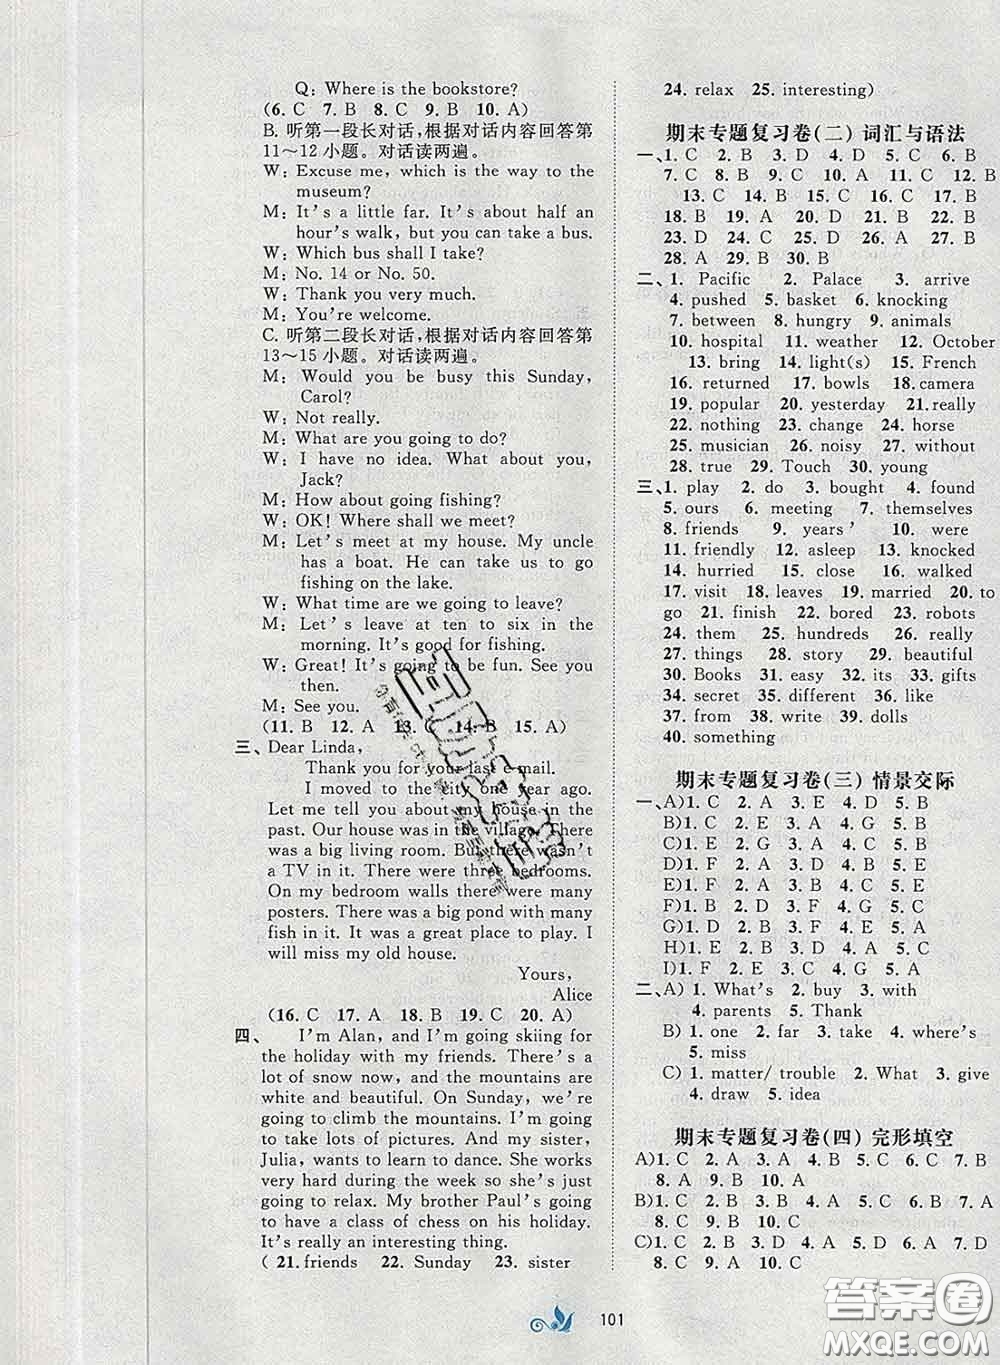 Q: Where is the bookstore?
(6. C 7. B 8. C 9. B 10. A)
B. 听第一段长对话,根据对话内容回答第
11～12 小题。对话读两遍。
W: Excuse me, which is the way to the
museum?
M: It's a little far. It's about half an
hour's walk, but you can take a bus.
W: Which bus shall I take?
M: No. 14 or No. 50.
W: Thank you very much.
M: You're welcome.
C. 听第二段长对话,根据对话内容回答第
13～15 小题。对话读两遍。
M: Would you be busy this Sunday,
Carol?
W: Not really.
M: What are you going to do?
W: I have no idea. What about you,
Jack?
M: How about going fishing?
W: OK! Where shall we meet?
M: Let's meet at my house. My uncle
has a boat. He can take us to go
fishing on the lake.
W: What time are we going to leave?
M: Let's leave at ten to six in the
morning. It's good for fishing.
W: Great! It's going to be fun. See you
then.
M: See you.
(11. B 12. A 13. C 14. B 15. A)
三、 Dear Linda,
Thank you for your last e-mail.
I moved to the city one year ago.
Let me tell you about my house in the
past. Our house was in the village. There
was a big living room. But there wasn't
a TV in it. There were three bedrooms.
On my bedroom walls there were many
posters. There was a big pond with many
fish in it. It was a great place to play. I
will miss my old house.
Yours,
Alice
(16. C 17. A 18. B 19. C 20. A)
四、 I'm Alan, and I'm going skiing for
the holiday with my friends. There's a
lot of snow now, and the mountains are
white and beautiful. On Sunday, we're
going to climb the mountains. I'm going
to take lots of pictures. And my sister,
Julia, wants to learn to dance. She works
very hard during the week so she's just
going to relax. My brother Paul's going
to have a class of chess on his holiday.
It's really an interesting thing.
( 21. friends 22. Sunday 23. sister
24. relax 25. interesting)
期末专题复习卷(二) 词汇与语法
一、1. C 2. B 3. D 4. D 5. C 6. B
7. C 8. B 9. C 10. A 11. C 12. B
13. C 14. B 15. C 16. C 17. B
18. B 19. A 20. D 21. A 22. B
23. D 24. C 25. D 26. A 27. B
28. A 29. B 30. B
二、1. Pacific 2. Palace 3. arrive
4. pushed 5. basket 6. knocking
7. between 8. hungry 9. animals
10. hospital 11. weather 12. October
13. bring 14. light(s) 15. French
16. returned 17. bowls 18. camera
19. popular 20. yesterday 21. really
22. nothing 23. change 24. horse
25. musician 26. noisy 27. without
28. true 29. Touch 30. young
三、1. play 2. do 3. bought 4. found
5. ours 6. meeting 7. themselves
8. friends 9. years' 10. were
11. friendly 12. asleep 13. knocked
14. hurried 15. close 16. walked
17. visit 18. leaves 19. married 20. to
go 21. finish 22. bored 23. robots
24. them 25. hundreds 26. really
27. things 28. story 29. beautiful
30. Books 31. easy 32. its 33. gifts
34. secret 35. different 36. like
37. from 38. write 39. dolls
40. something
期末专题复习卷(三) 情景交际
一、A)1. C 2. A 3. E 4. D 5. B
B)1. C 2. E 3. A 4. D 5. B
C)1. E 2. G 3. A 4. D 5. B
D)1. F 2. A 3. D 4. B 5. E
E)1. F 2. C 3. A 4. B 5. E
F)1. B 2. D 3. F 4. G 5. C
G)1. D 2. B 3. F 4. E 5. A
H)1. E 2. B 3. D 4. A 5. C
I)1. F 2. D 3. B 4. E 5. A
二、A) 1. What's 2. buy 3. with
4. parents 5. Thank
B) 1. one 2. far 3. take 4. where's
5. miss
C) 1. matter/ trouble 2. What 3. give
4. draw 5. idea
期末专题复习卷(四) 完形填空
A)1. C 2. A 3. A 4. B 5. C 6. C 7. B
8. A 9. B 10. A
B)1. C 2. A 3. B 4. C 5. B 6. B 7. A
8. C 9. B 10. C
C)1. C 2. B 3. D 4. B 5. D 6. A 7. D
8. C 9. A 10. C
101
答案圈
MXQE.COM